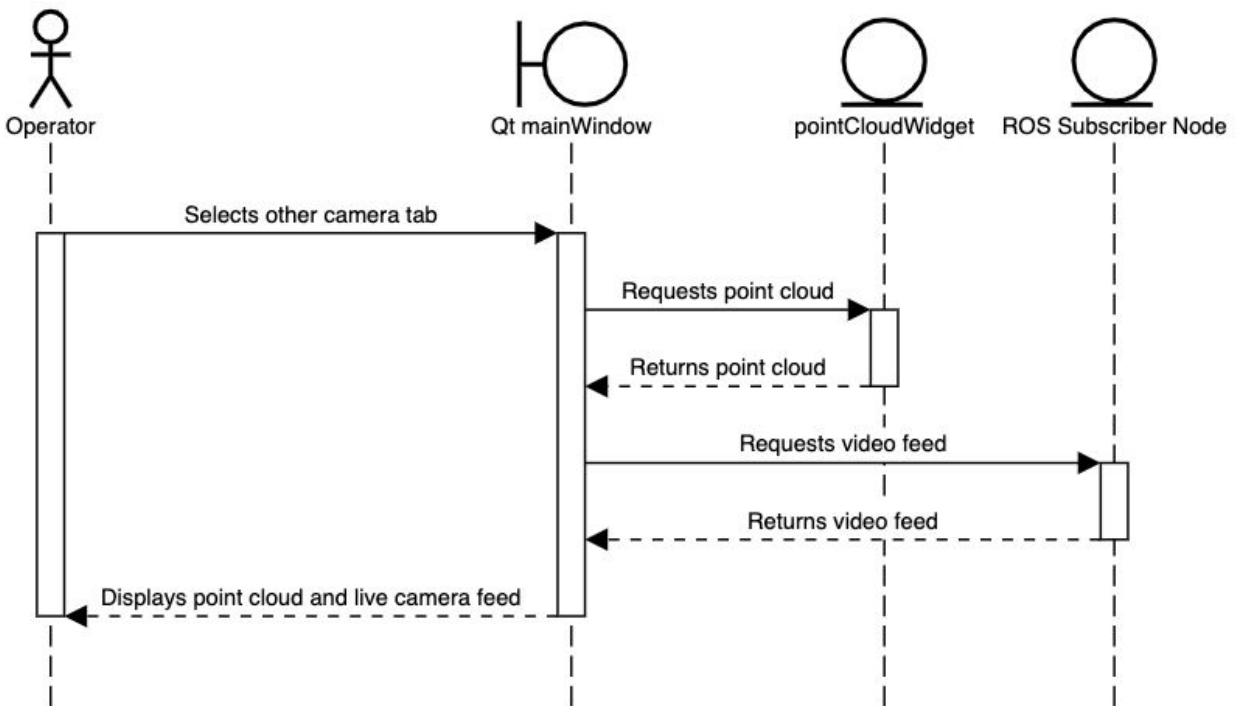 Operator
Qt mainWindow
pointCloudWidget
ROS Subscriber Node
Selects other camera tab
Requests point cloud
Returns point cloud
Requests video feed
Returns video feed
Displays point cloud and live camera feed